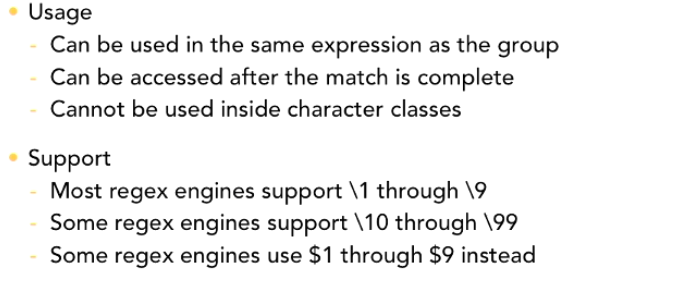 • Usage
- Can be used in the same expression as the group
- Can be accessed after the match is complete
- Cannot be used inside character classes
• Support
- Most regex engines support \1 through \9
- Some regex engines support \10 through \99
- Some regex engines use $1 through $9 instead